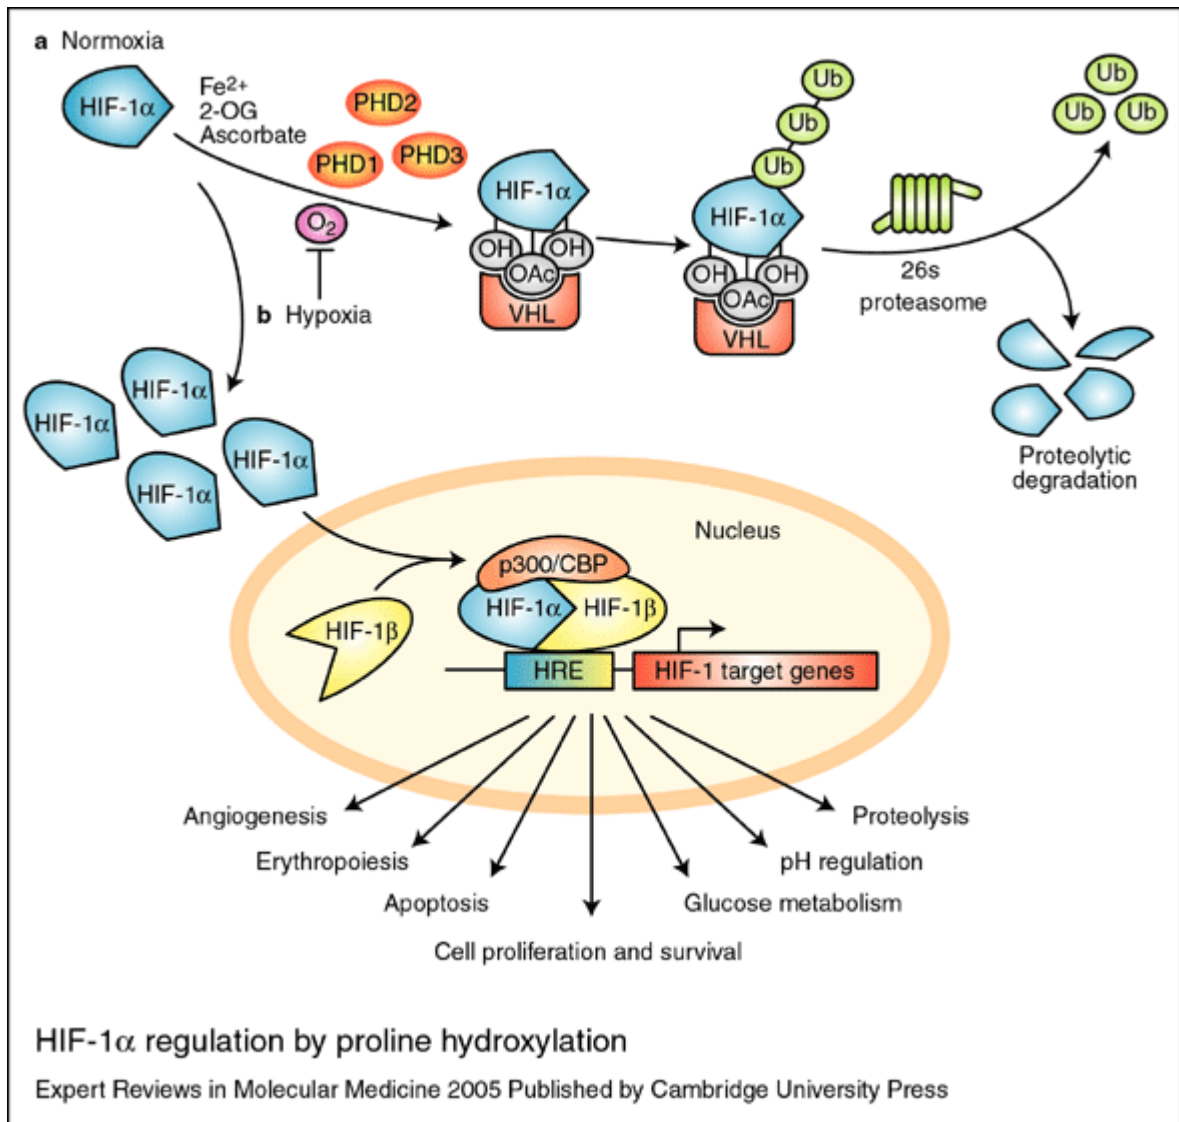 a Normoxia
HIF-1α
Fe2+
2-OG
Ascorbate
PHD2
PHD1
PHD3
O2
HIF-1α
OH
OH
OAc
VHL
Ub
Ub
Ub
HIF-1α
OH
OH
OAc
VHL
26s
proteasome
Ub
Ub
Ub
Proteolytic
degradation
b Hypoxia
HIF-1α
HIF-1α
HIF-1α
HIF-1α
Nucleus
p300/CBP
HIF-1α
HIF-1β
HIF-1β
HRE
HIF-1 target genes
Angiogenesis
Erythropoiesis
Apoptosis
Cell proliferation and survival
Glucose metabolism
pH regulation
Proteolysis
HIF-1α regulation by proline hydroxylation
Expert Reviews in Molecular Medicine 2005 Published by Cambridge University Press